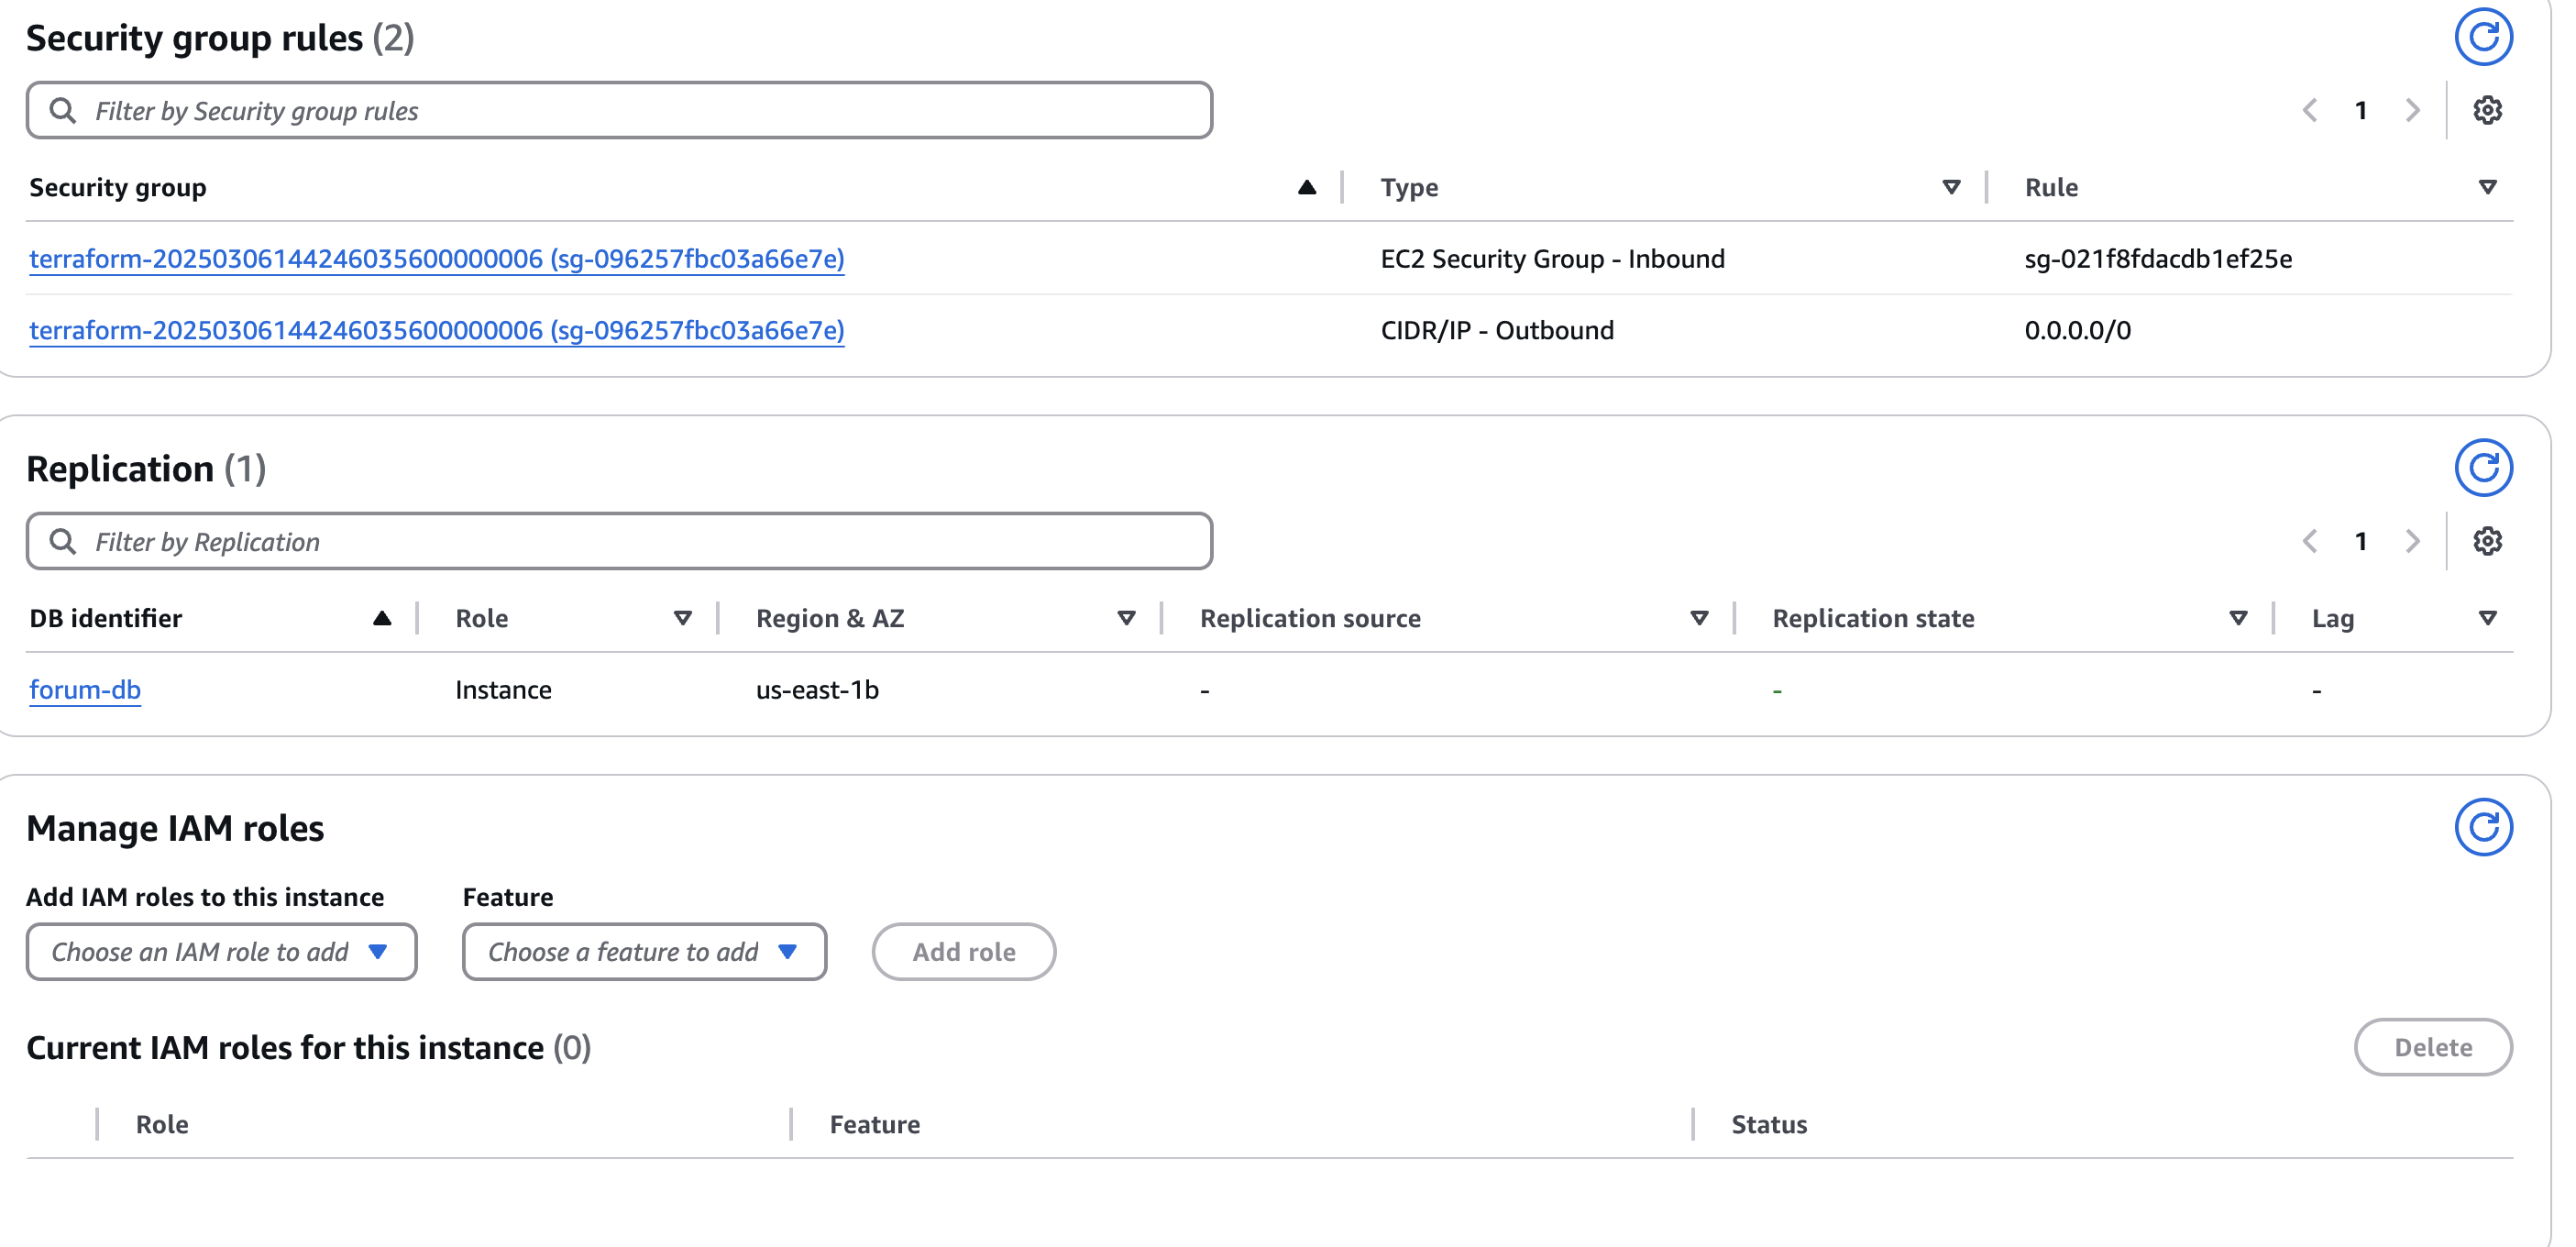 Security group rules (2)
Filter by Security group rules
1
Security group Type Rule
terraform-20250306144246035600000006 (sg-096257fbc03a66e7e) EC2 Security Group - Inbound sg-021f8fdacdb1ef25e
terraform-20250306144246035600000006 (sg-096257fbc03a66e7e) CIDR/IP - Outbound 0.0.0.0/0
Replication (1)
Filter by Replication
1
DB identifier Role Region & AZ Replication source Replication state Lag
forum-db Instance us-east-1b - - -
Manage IAM roles
Add IAM roles to this instance Feature
Choose an IAM role to add Choose a feature to add Add role
Current IAM roles for this instance (0) Delete
Role Feature Status